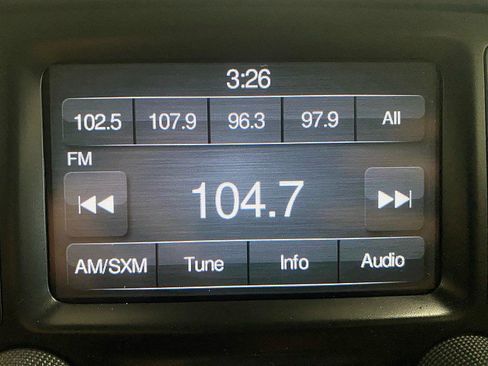 3:26
102.5 107.9 96.3 97.9 All
FM
104.7
AM/SXM Tune Info Audio